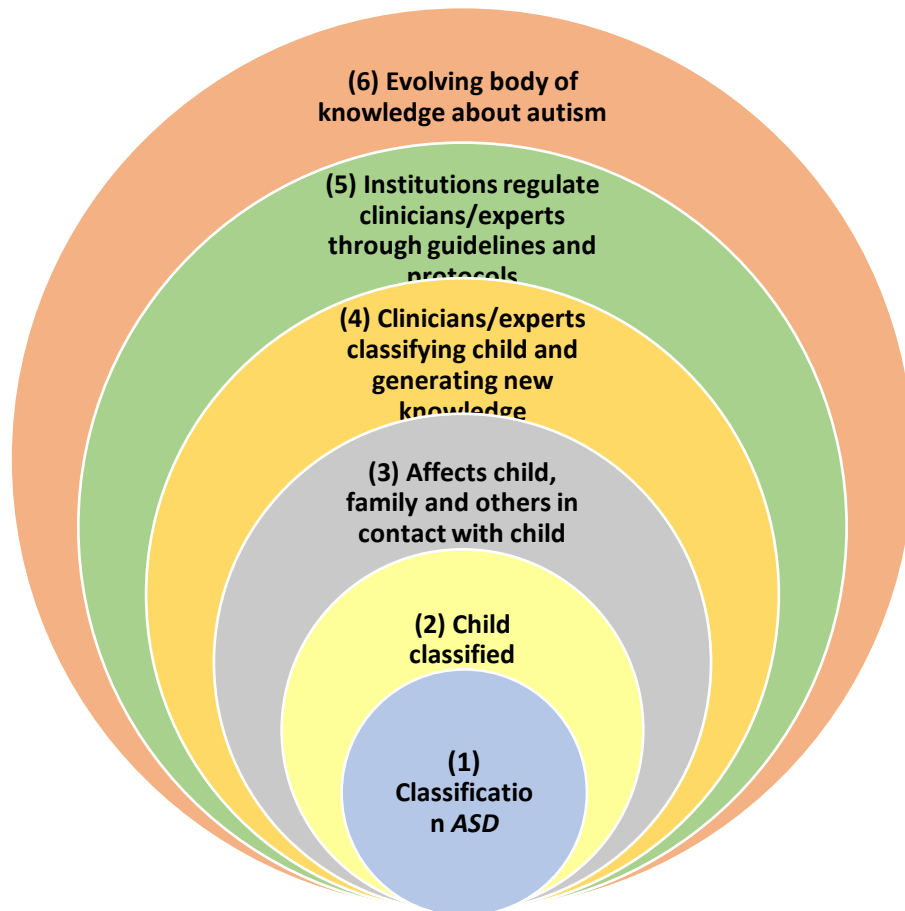 (6) Evolving body of
knowledge about autism
(5) Institutions regulate
clinicians/experts
through guidelines and
protocols
(4) Clinicians/experts
classifying child and
generating new
knowledge
(3) Affects child,
family and others in
contact with child
(2) Child
classified
(1)
Classificatio
n ASD